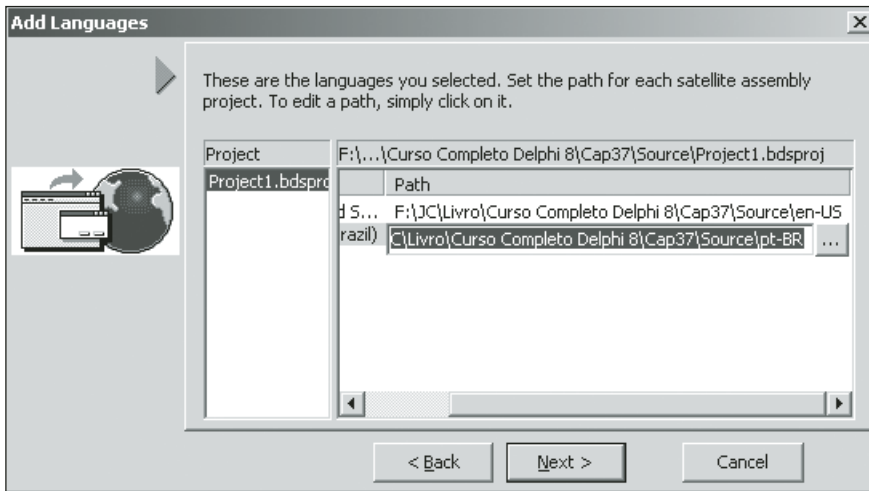 Add Languages
These are the languages you selected. Set the path for each satellite assembly
project. To edit a path, simply click on it.
Project
F:\...\Curso Completo Delphi 8\Cap37\Source\Project1.bdsproj
Project1.bdspro
Path
d S... F:\JC\Livro\Curso Completo Delphi 8\Cap37\Source\en-US
razil) C\Livro\Curso Completo Delphi 8\Cap37\Source\pt-BR ...
< Back
Next >
Cancel